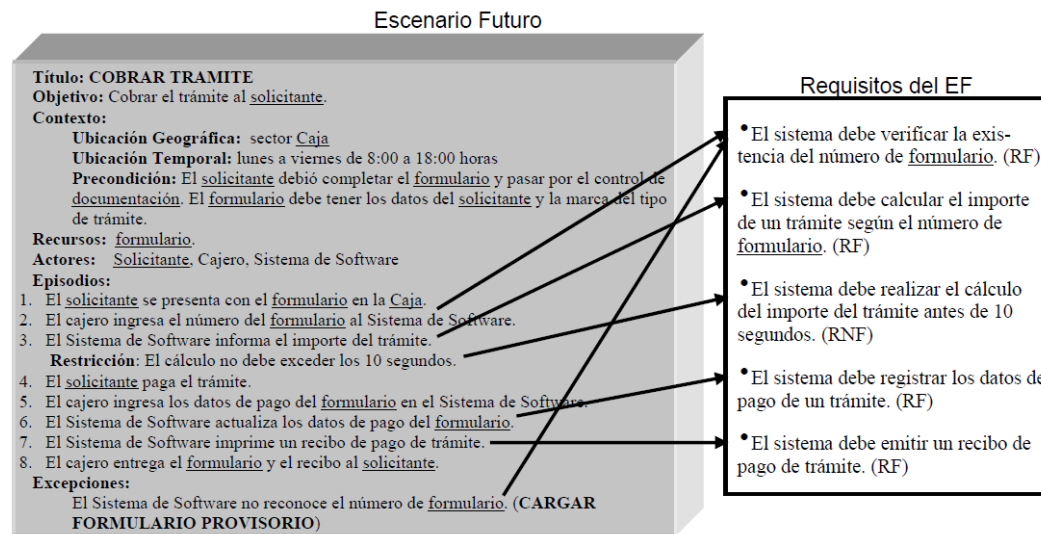 Escenario Futuro
Título: COBRAR TRAMITE
Objetivo: Cobrar el trámite al solicitante.
Contexto:
Ubicación Geográfica: sector Caja
Ubicación Temporal: lunes a viernes de 8:00 a 18:00 horas
Precondición: El solicitante debió completar el formulario y pasar por el control de
documentación. El formulario debe tener los datos del solicitante y la marca del tipo
de trámite.
Recursos: formulario.
Actores: Solicitante, Cajero, Sistema de Software
Episodios:
1. El solicitante se presenta con el formulario en la Caja.
2. El cajero ingresa el número del formulario al Sistema de Software.
3. El Sistema de Software informa el importe del trámite.
Restricción: El cálculo no debe exceder los 10 segundos.
4. El solicitante paga el trámite.
5. El cajero ingresa los datos de pago del formulario en el Sistema de Software.
6. El Sistema de Software actualiza los datos de pago del formulario.
7. El Sistema de Software imprime un recibo de pago de trámite.
8. El cajero entrega el formulario y el recibo al solicitante.
Excepciones:
El Sistema de Software no reconoce el número de formulario. (CARGAR
FORMULARIO PROVISORIO)
Requisitos del EF
•El sistema debe verificar la exis-
tencia del número de formulario. (RF)
•El sistema debe calcular el importe
de un trámite según el número de
formulario. (RF)
•El sistema debe realizar el cálculo
del importe del trámite antes de 10
segundos. (RNF)
•El sistema debe registrar los datos de
pago de un trámite. (RF)
•El sistema debe emitir un recibo de
pago de trámite. (RF)